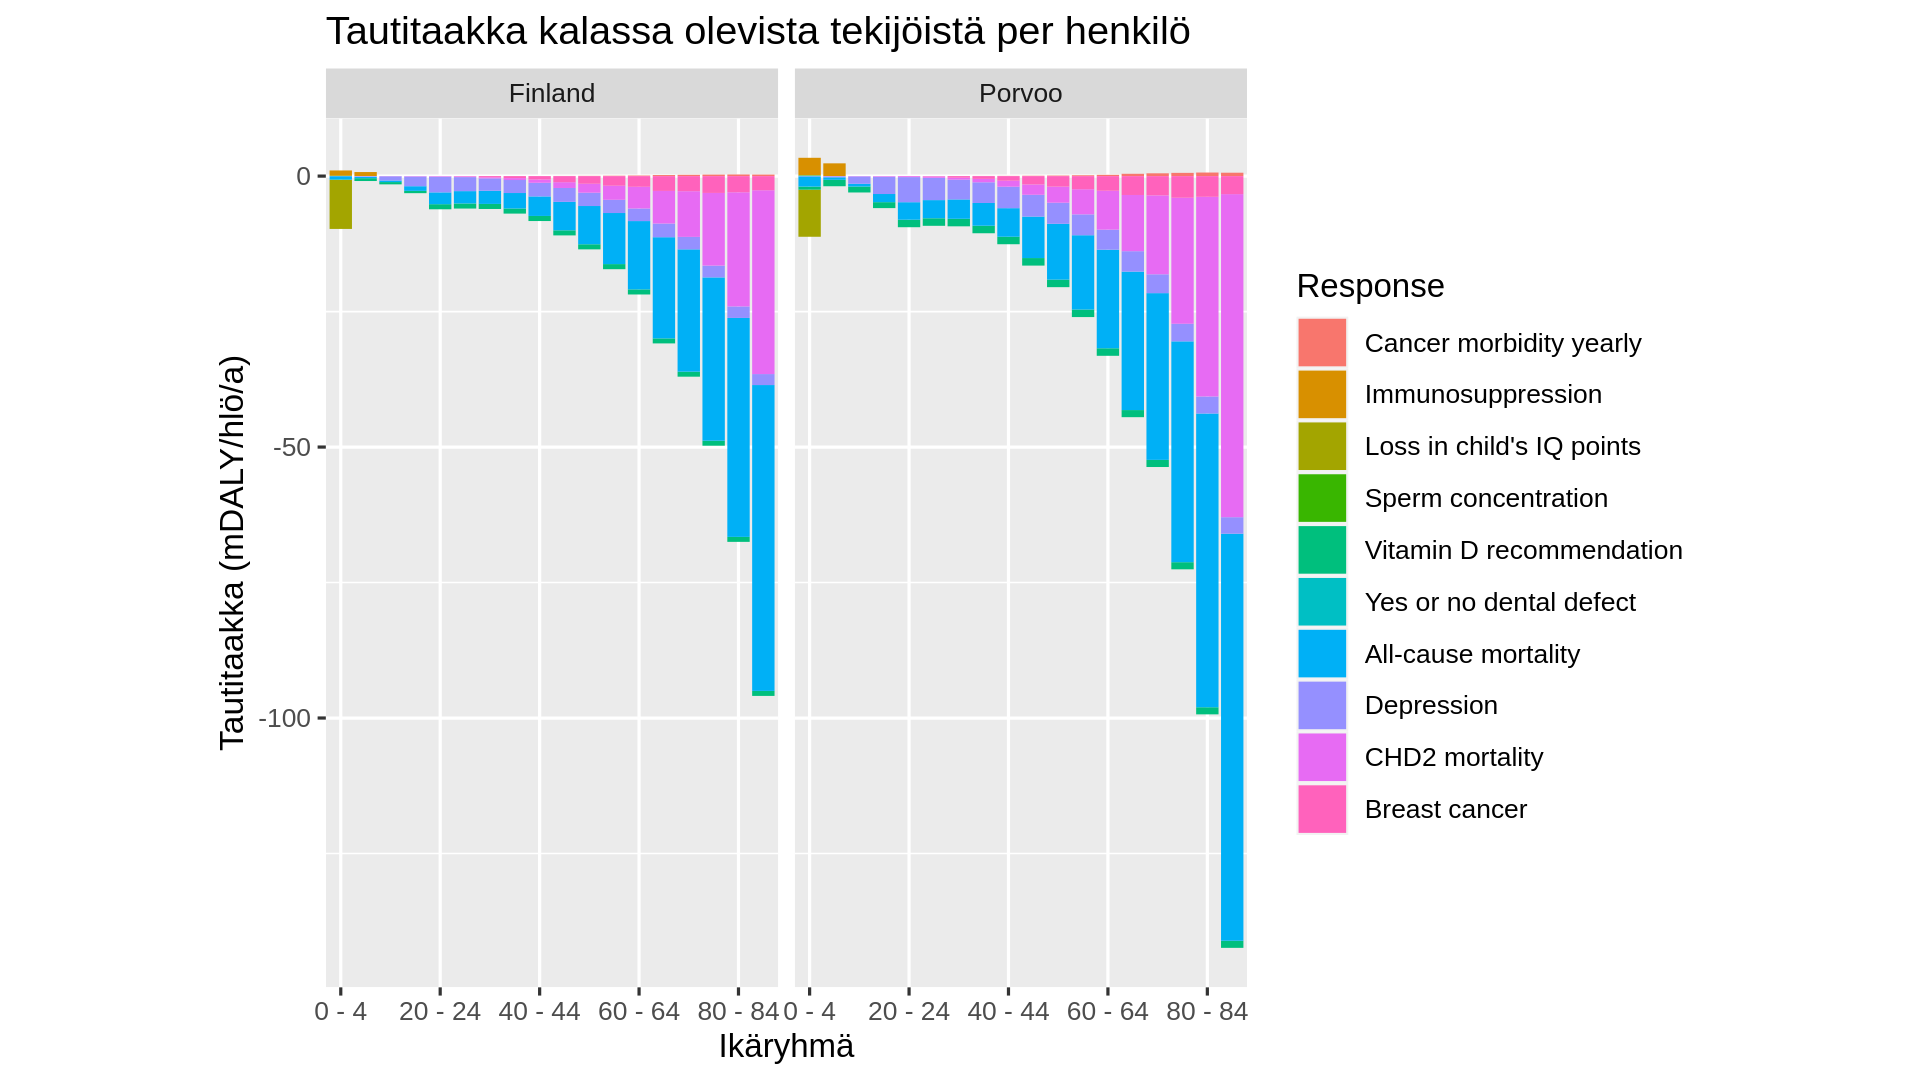 Tautitaakka kalassa olevista tekijöistä per henkilö
Finland
Porvoo
Tautitaakka (mDALY/hlö/a)
0
-50
-100
0 - 4
20 - 24
40 - 44
60 - 64
80 - 84
0 - 4
20 - 24
40 - 44
60 - 64
80 - 84
Ikäryhmä
Response
Cancer morbidity yearly
Immunosuppression
Loss in child's IQ points
Sperm concentration
Vitamin D recommendation
Yes or no dental defect
All-cause mortality
Depression
CHD2 mortality
Breast cancer